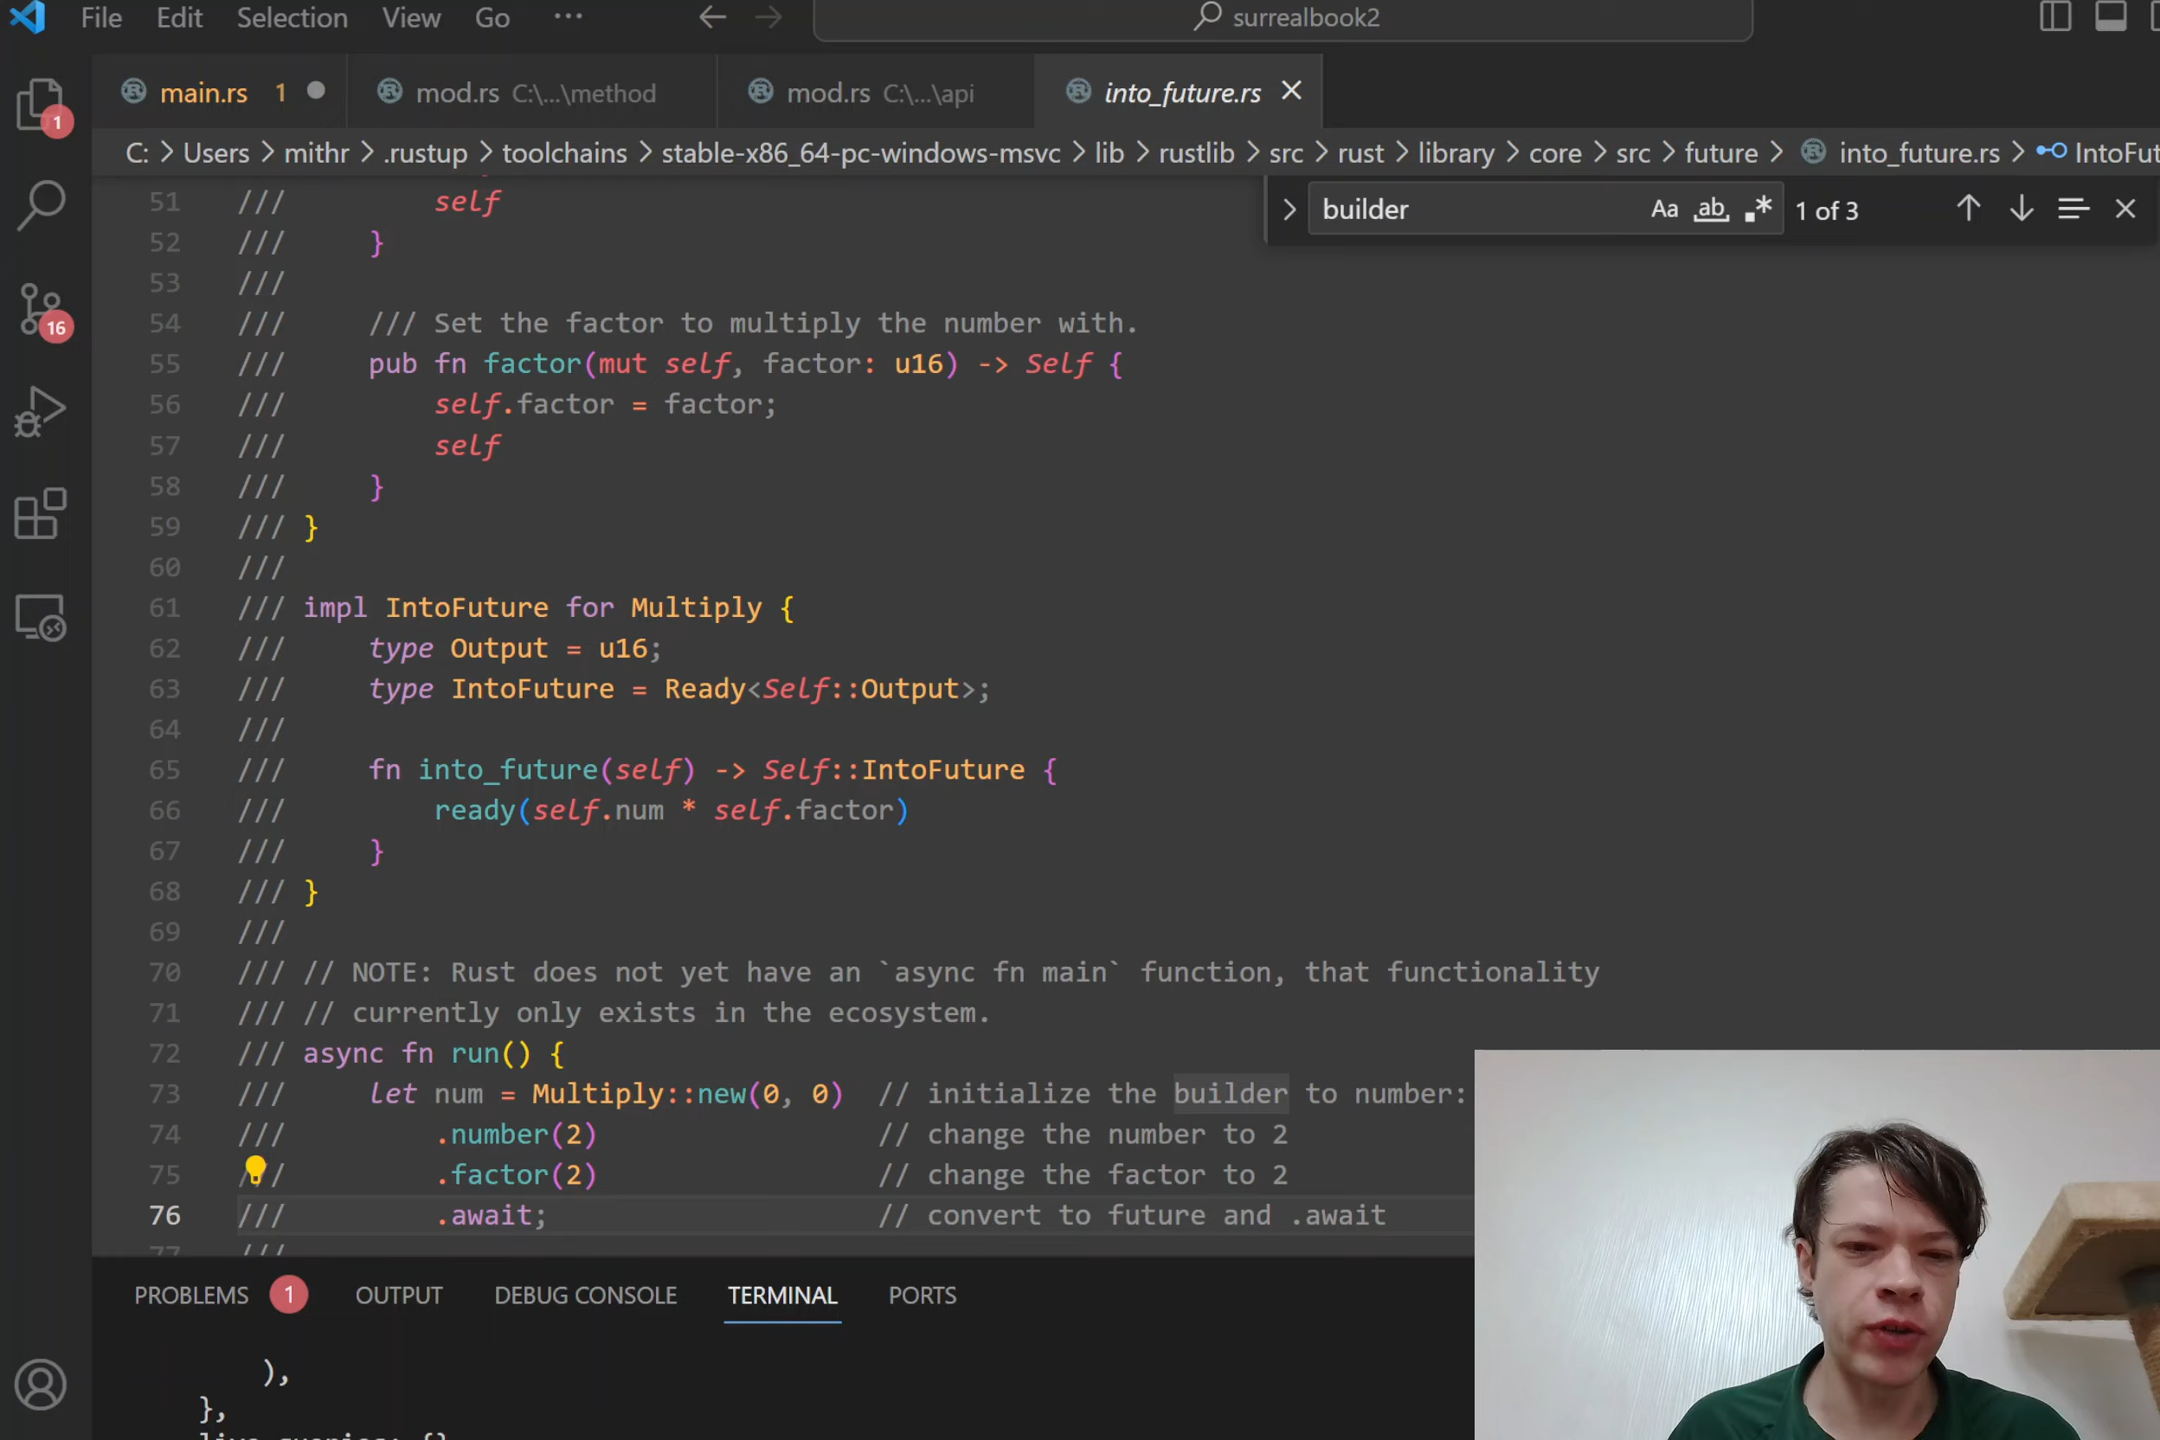 File Edit Selection View Go ··· surrealbook2
main.rs 1 mod.rs C:\...\method mod.rs C:\...\api into_future.rs
C: > Users > mithr > .rustup > toolchains > stable-x86_64-pc-windows-msvc > lib > rustlib > src > rust > library > core > src > future > into_future.rs > IntoFut
builder Aa ab .* 1 of 3
51 /// self
52 /// }
53 ///
54 /// /// Set the factor to multiply the number with.
55 /// pub fn factor(mut self, factor: u16) -> Self {
56 /// self.factor = factor;
57 /// self
58 /// }
59 /// }
60 ///
61 /// impl IntoFuture for Multiply {
62 /// type Output = u16;
63 /// type IntoFuture = Ready<Self::Output>;
64 ///
65 /// fn into_future(self) -> Self::IntoFuture {
66 /// ready(self.num * self.factor)
67 /// }
68 /// }
69 ///
70 /// // NOTE: Rust does not yet have an `async fn main` function, that functionality
71 /// // currently only exists in the ecosystem.
72 /// async fn run() {
73 /// let num = Multiply::new(0, 0) // initialize the builder to number:
74 /// .number(2) // change the number to 2
75 /// .factor(2) // change the factor to 2
76 /// .await; // convert to future and .await
77 ///
1
16
PROBLEMS 1 OUTPUT DEBUG CONSOLE TERMINAL PORTS
),
},
live_queries: {}